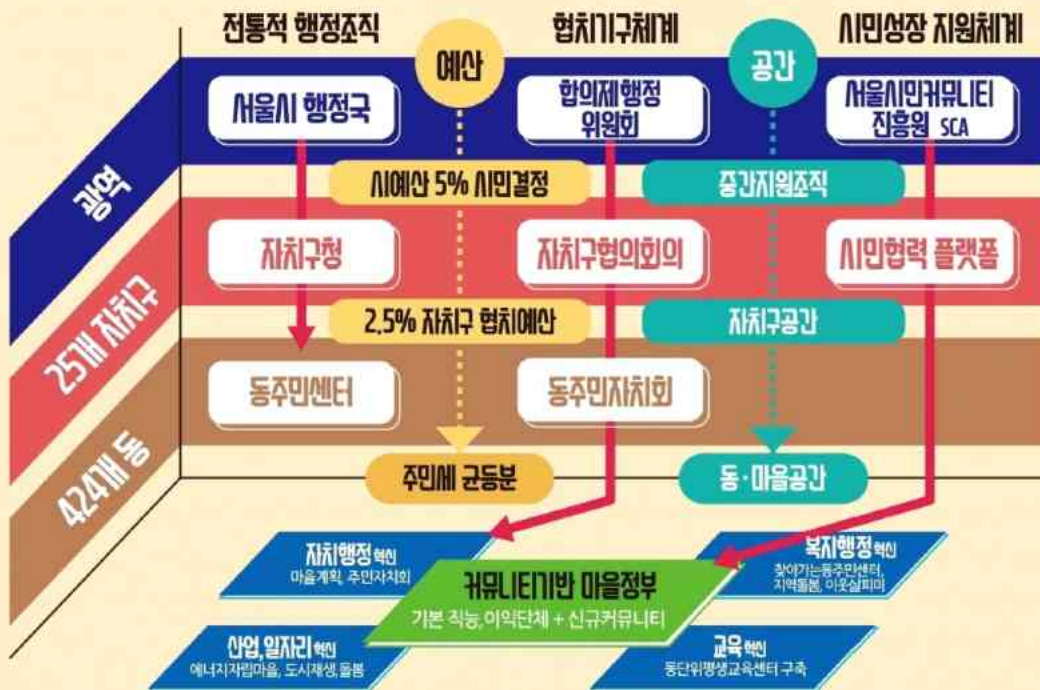 전통적 행정조직
예산
협치기구체계
공간
시민성장 지원체계
광역
서울시 행정국
합의제 행정
위원회
서울시민커뮤니티
진흥원 SCA
시예산 5% 시민결정
중간지원조직
25개 자치구
자치구청
자치구협의회의
시민협력 플랫폼
2.5% 자치구 협치예산
자치구공간
424개 동
동주민센터
동주민자치회
주민세 균등분
동·마을공간
자치행정 혁신
마을계획, 주민자치회
복지행정 혁신
찾아가는동주민센터,
지역돌봄, 이웃살피미
커뮤니티기반 마을정부
기본 직능,이익단체 + 신규커뮤니티
산업,일자리 혁신
에너지자립마을, 도시재생,돌봄
교육 혁신
동단위평생교육센터 구축